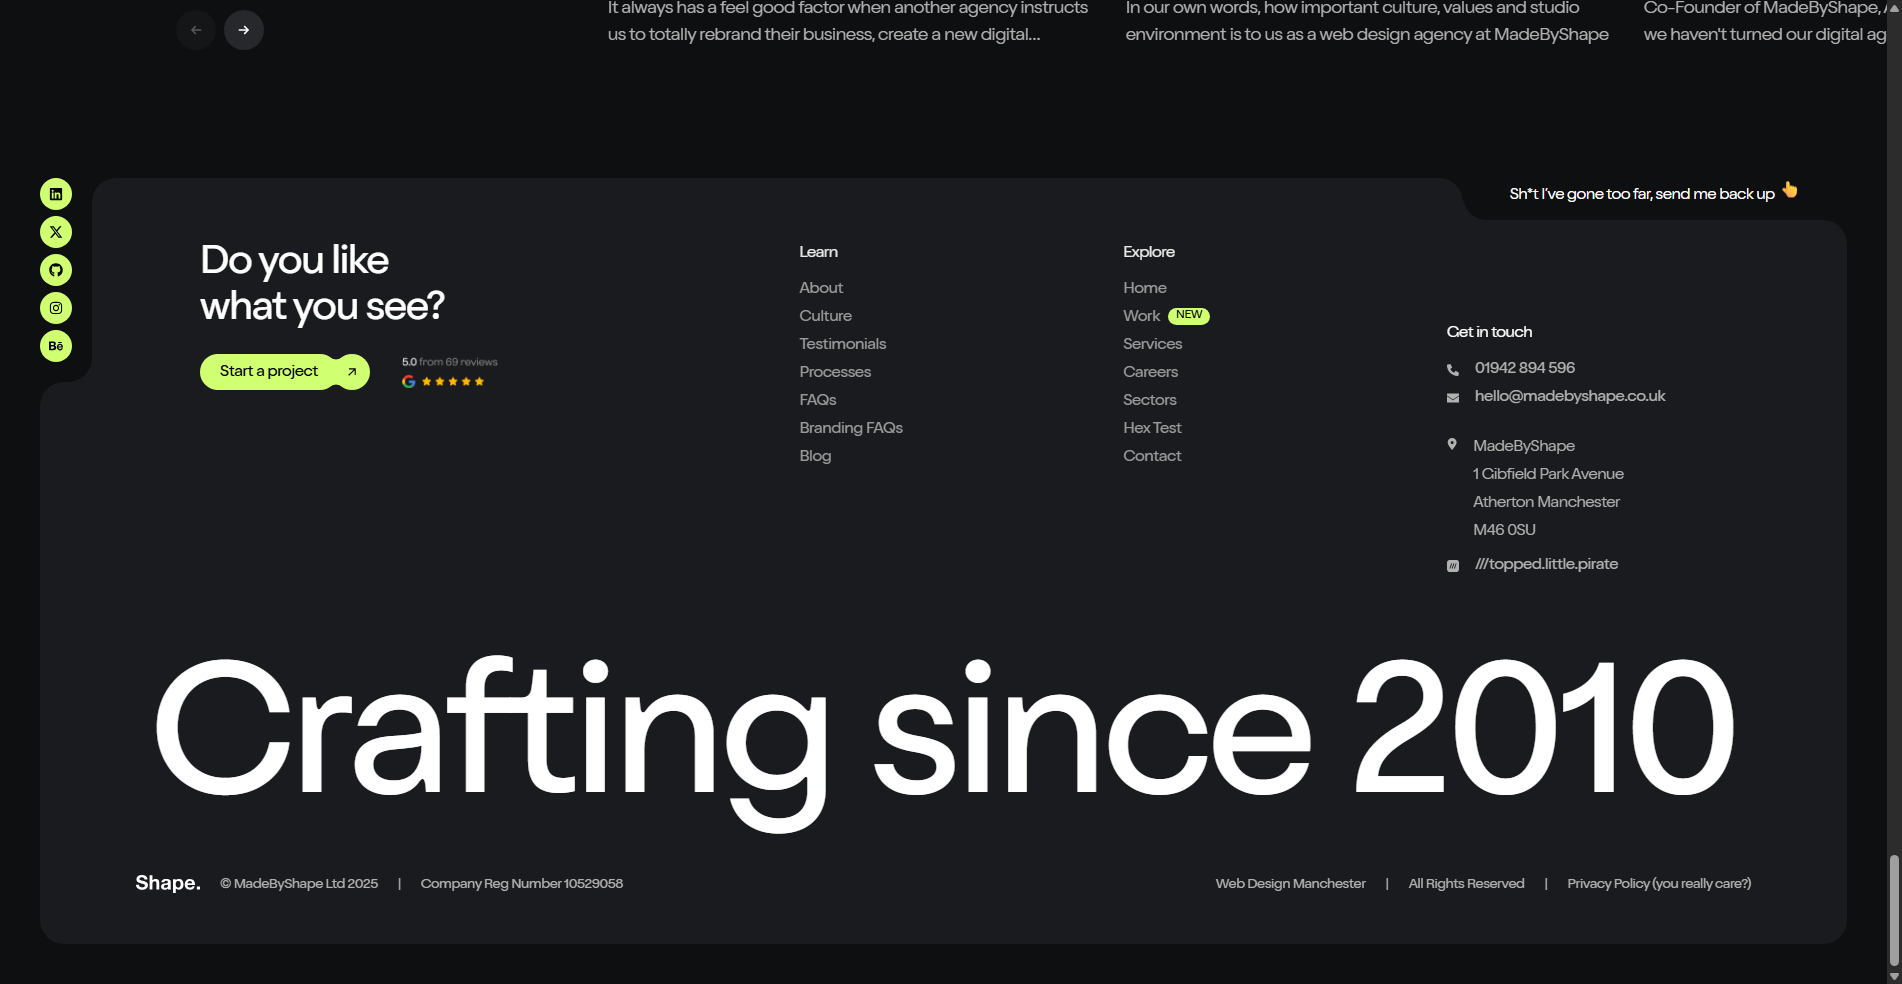 It always has a feel good factor when another agency instructs
us to totally rebrand their business, create a new digital...
In our own words, how important culture, values and studio
environment is to us as a web design agency at MadeByShape
Co-Founder of MadeByShape,
we haven't turned our digital ag
Sh*t I've gone too far, send me back up
Do you like
what you see?
Start a project
5.0 from 69 reviews
Learn
About
Culture
Testimonials
Processes
FAQs
Branding FAQs
Blog
Explore
Home
Work NEW
Services
Careers
Sectors
Hex Test
Contact
Get in touch
01942 894 596
hello@madebyshape.co.uk
MadeByShape
1 Gibfield Park Avenue
Atherton Manchester
M46 0SU
///topped.little.pirate
Crafting since 2010
Shape. © MadeByShape Ltd 2025 | Company Reg Number 10529058
Web Design Manchester | All Rights Reserved | Privacy Policy (you really care?)